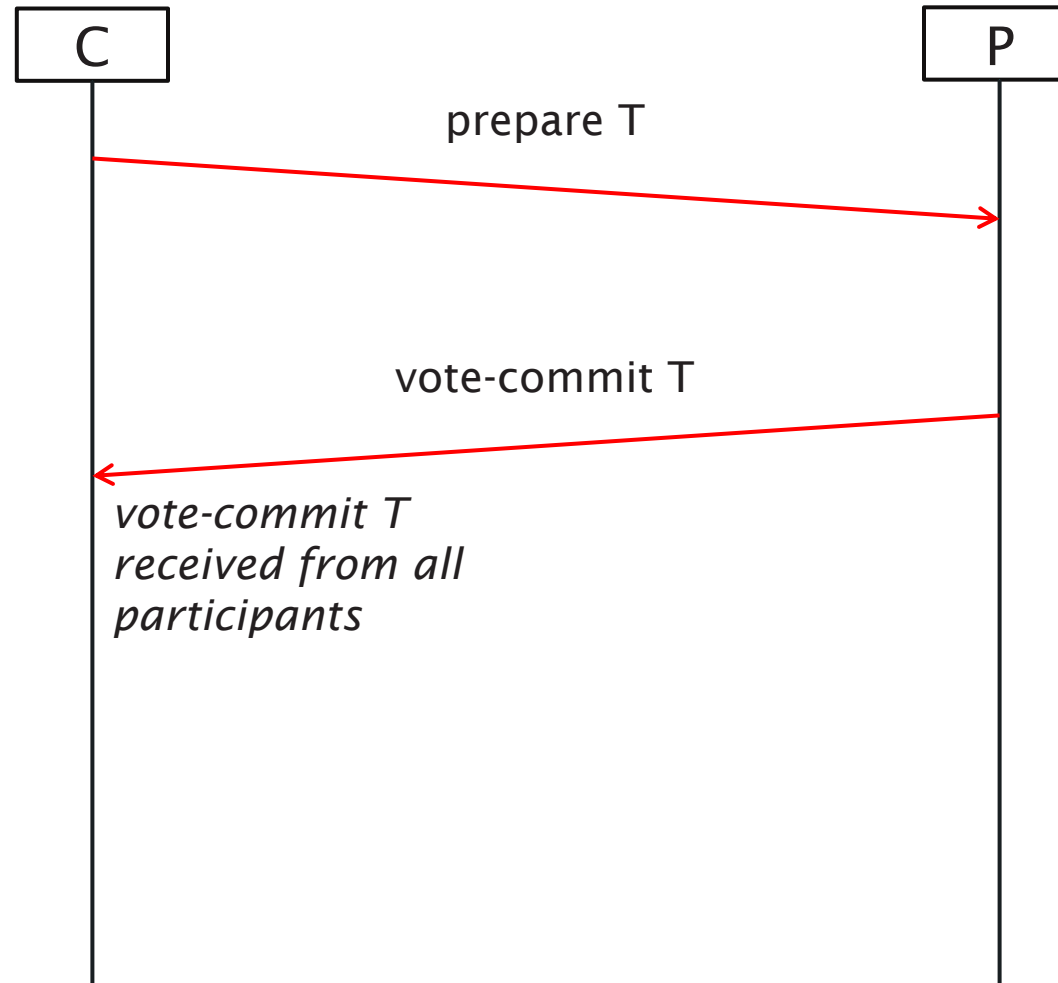 C
P
prepare T
vote-commit T
vote-commit T
received from all
participants